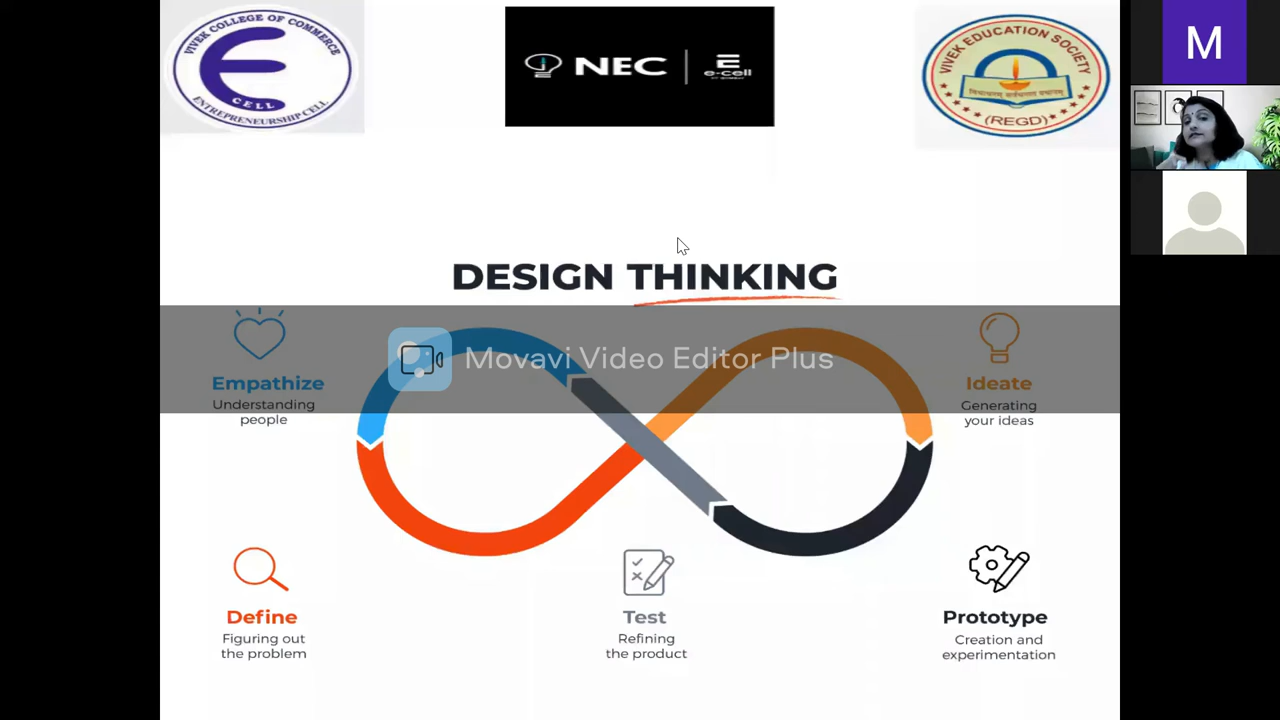 VIVEK COLLEGE OF COMMERCE
E
CELL
ENTREPRENEURSHIP CELL
NEC
E
e-cell
VIVEK EDUCATION SOCIETY
(REGD)
M
DESIGN THINKING
Movavi Video Editor Plus
Empathize
Understanding
people
Ideate
Generating
your ideas
Define
Figuring out
the problem
Test
Refining
the product
Prototype
Creation and
experimentation